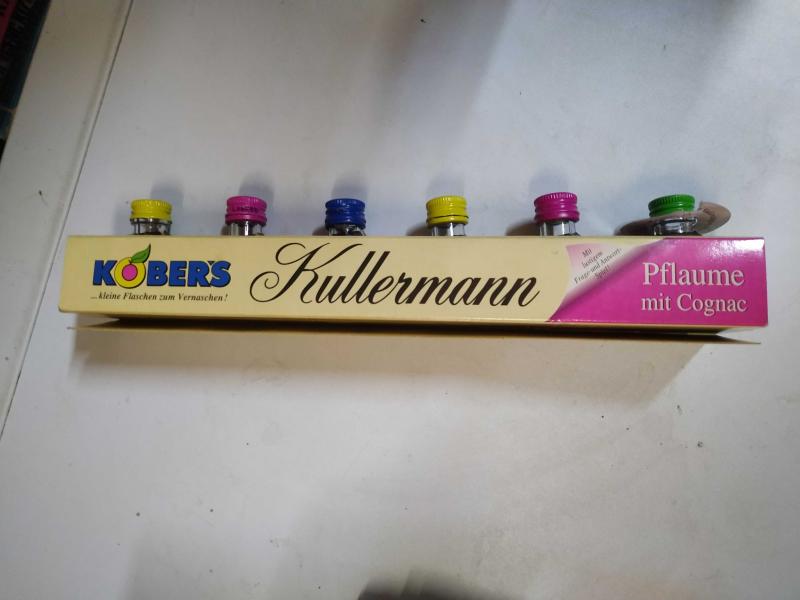 KOBER'S
...kleine Flaschen zum Vernaschen!
Kullermann
Mit
lustigem
Frage-und Antwort-
Spiel!
Pflaume
mit Cognac